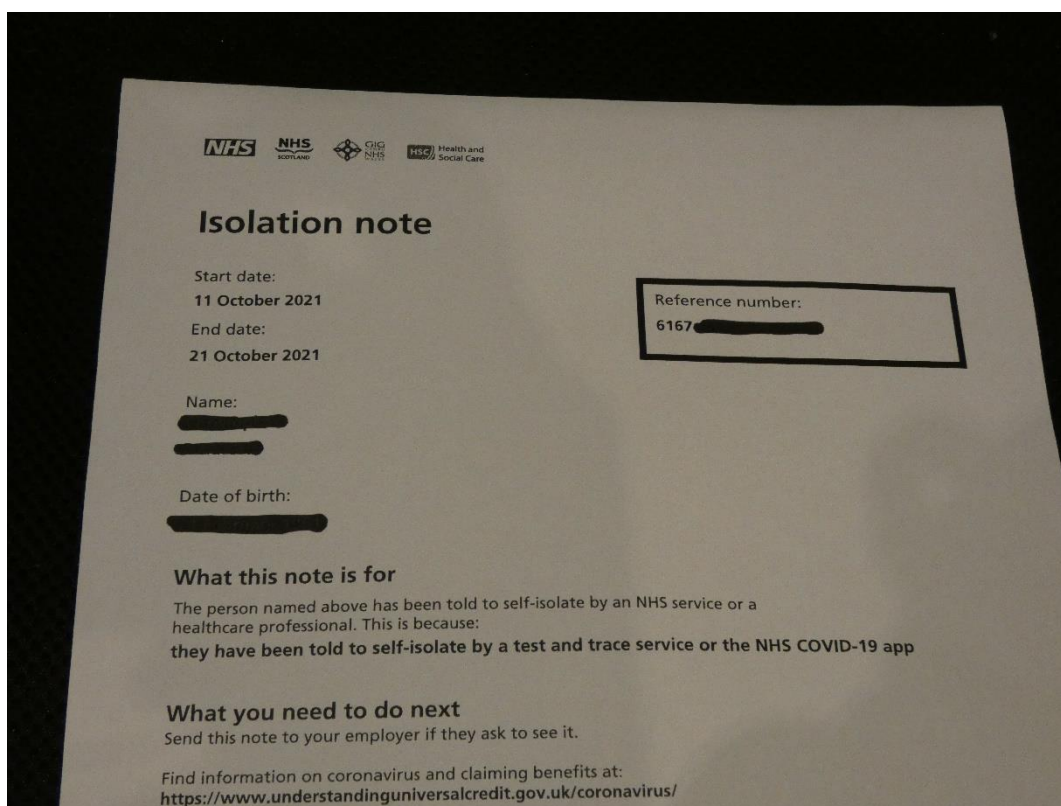 NHS
NHS
SCOTLAND
GIG
NHS
Health and
HSC Social Care
Isolation note
Start date:
11 October 2021
End date:
21 October 2021
Reference number:
6167
Name:
Date of birth:
What this note is for
The person named above has been told to self-isolate by an NHS service or a
healthcare professional. This is because:
they have been told to self-isolate by a test and trace service or the NHS COVID-19 app
What you need to do next
Send this note to your employer if they ask to see it.
Find information on coronavirus and claiming benefits at:
https://www.understandinguniversalcredit.gov.uk/coronavirus/